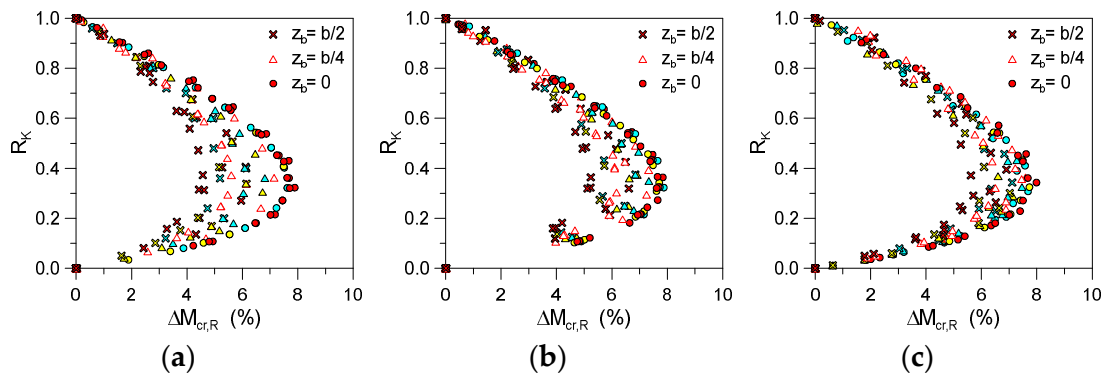 1.0
0.8
0.6
0.4
0.2
0.0
R_K
z_b= b/2
z_b= b/4
z_b= 0
0 2 4 6 8 10
ΔM_cr,R (%)
(a)
1.0
0.8
0.6
0.4
0.2
0.0
R_K
z_b= b/2
z_b= b/4
z_b= 0
0 2 4 6 8 10
ΔM_cr,R (%)
(b)
1.0
0.8
0.6
0.4
0.2
0.0
R_K
z_b= b/2
z_b= b/4
z_b= 0
0 2 4 6 8 10
ΔM_cr,R (%)
(c)